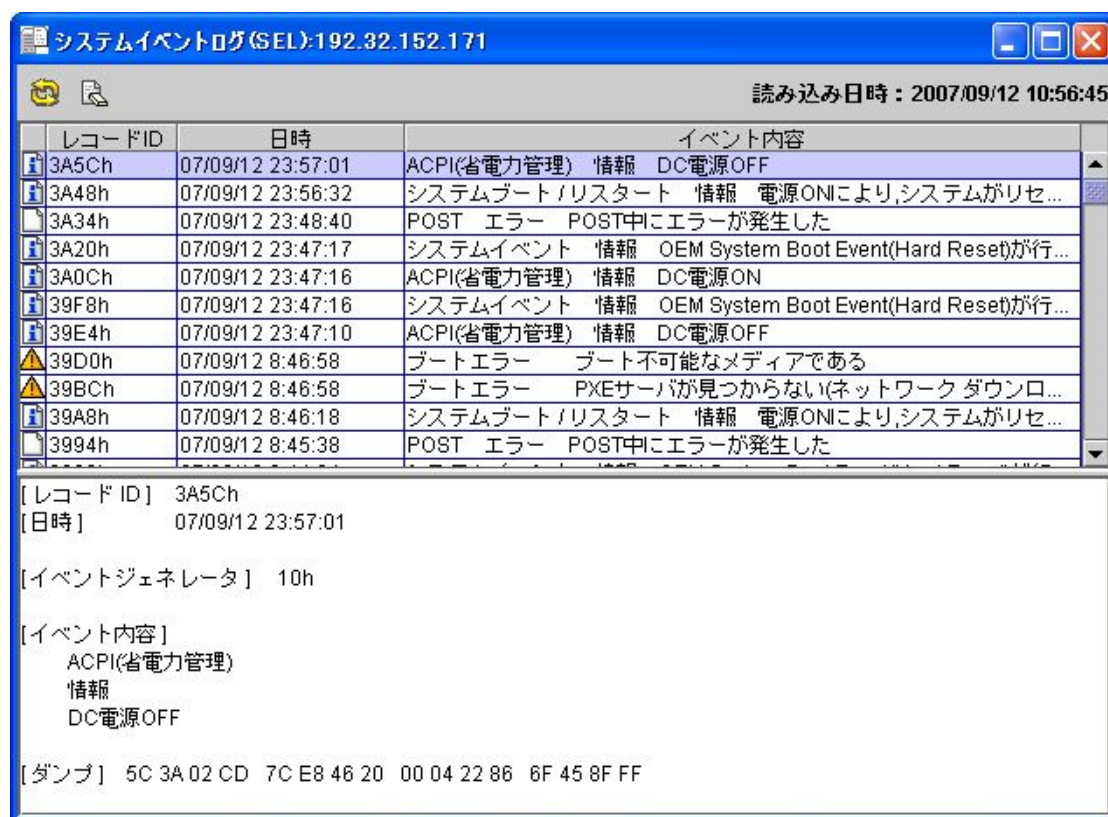 システムイベントログ(SEL):192.32.152.171
読み込み日時：2007/09/12 10:56:45
レコードID 日時 イベント内容
3A5Ch 07/09/12 23:57:01 ACPI(省電力管理) 情報 DC電源OFF
3A48h 07/09/12 23:56:32 システムブート/リスタート 情報 電源ONにより,システムがリセ...
3A34h 07/09/12 23:48:40 POST エラー POST中にエラーが発生した
3A20h 07/09/12 23:47:17 システムイベント 情報 OEM System Boot Event(Hard Reset)が行...
3A0Ch 07/09/12 23:47:16 ACPI(省電力管理) 情報 DC電源ON
39F8h 07/09/12 23:47:16 システムイベント 情報 OEM System Boot Event(Hard Reset)が行...
39E4h 07/09/12 23:47:10 ACPI(省電力管理) 情報 DC電源OFF
39D0h 07/09/12 8:46:58 ブートエラー ブート不可能なメディアである
39BCh 07/09/12 8:46:58 ブートエラー PXEサーバが見つからない(ネットワーク ダウンロ...
39A8h 07/09/12 8:46:18 システムブート/リスタート 情報 電源ONにより,システムがリセ...
3994h 07/09/12 8:45:38 POST エラー POST中にエラーが発生した
[レコード ID] 3A5Ch
[日時] 07/09/12 23:57:01
[イベントジェネレータ] 10h
[イベント内容]
ACPI(省電力管理)
情報
DC電源OFF
[ダンプ] 5C 3A 02 CD 7C E8 46 20 00 04 22 86 6F 45 8F FF